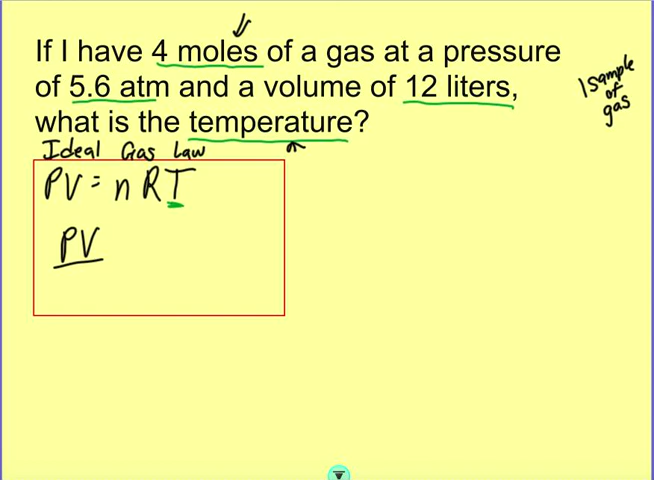 If I have 4 moles of a gas at a pressure
of 5.6 atm and a volume of 12 liters,
what is the temperature?
1 sample
of
gas
Ideal Gas Law
PV = nRT
PV